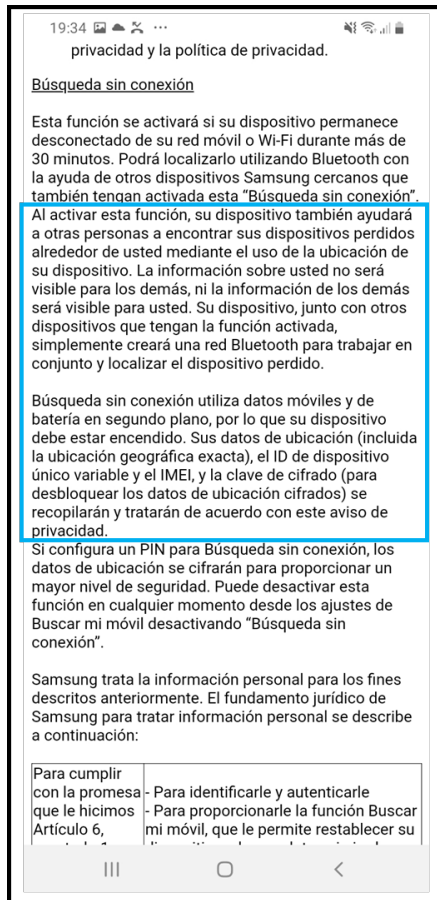 19:34
privacidad y la política de privacidad.
Búsqueda sin conexión
Esta función se activará si su dispositivo permanece
desconectado de su red móvil o Wi-Fi durante más de
30 minutos. Podrá localizarlo utilizando Bluetooth con
la ayuda de otros dispositivos Samsung cercanos que
también tengan activada esta “Búsqueda sin conexión”.
Al activar esta función, su dispositivo también ayudará
a otras personas a encontrar sus dispositivos perdidos
alrededor de usted mediante el uso de la ubicación de
su dispositivo. La información sobre usted no será
visible para los demás, ni la información de los demás
será visible para usted. Su dispositivo, junto con otros
dispositivos que tengan la función activada,
simplemente creará una red Bluetooth para trabajar en
conjunto y localizar el dispositivo perdido.
Búsqueda sin conexión utiliza datos móviles y de
batería en segundo plano, por lo que su dispositivo
debe estar encendido. Sus datos de ubicación (incluida
la ubicación geográfica exacta), el ID de dispositivo
único variable y el IMEI, y la clave de cifrado (para
desbloquear los datos de ubicación cifrados) se
recopilarán y tratarán de acuerdo con este aviso de
privacidad.
Si configura un PIN para Búsqueda sin conexión, los
datos de ubicación se cifrarán para proporcionar un
mayor nivel de seguridad. Puede desactivar esta
función en cualquier momento desde los ajustes de
Buscar mi móvil desactivando “Búsqueda sin
conexión”.
Samsung trata la información personal para los fines
descritos anteriormente. El fundamento jurídico de
Samsung para tratar información personal se describe
a continuación:
Para cumplir
con la promesa
que le hicimos
Artículo 6,
- Para identificarle y autenticarle
- Para proporcionarle la función Buscar
mi móvil, que le permite restablecer su